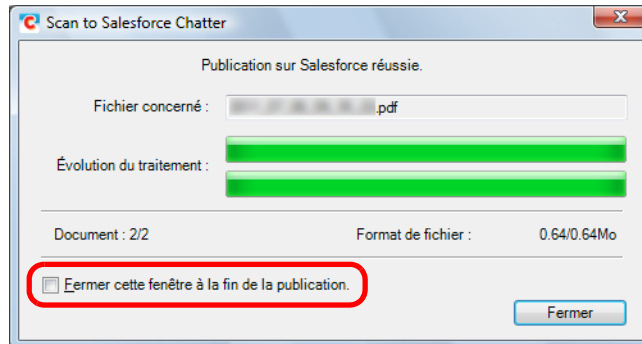 Scan to Salesforce Chatter
Publication sur Salesforce réussie.
Fichier concerné : .pdf
Évolution du traitement :
Document : 2/2 Format de fichier : 0.64/0.64Mo
Fermer cette fenêtre à la fin de la publication.
Fermer